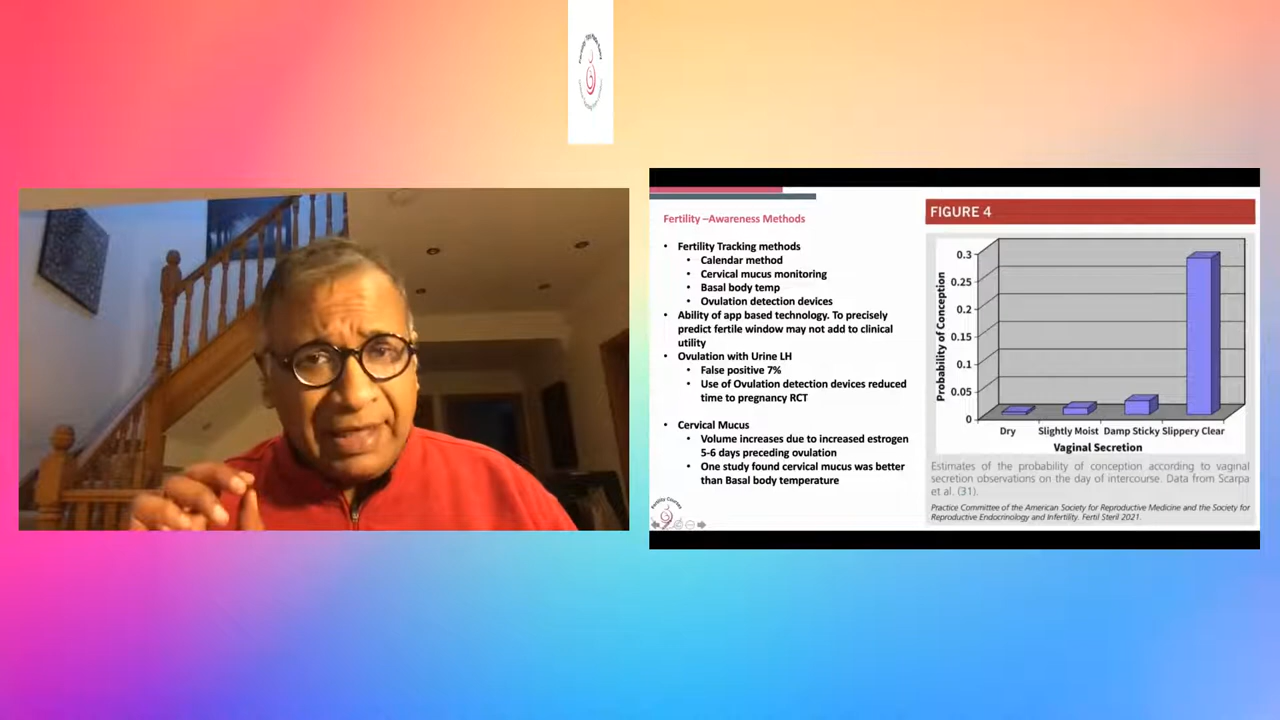 Fertility –Awareness Methods
• Fertility Tracking methods
• Calendar method
• Cervical mucus monitoring
• Basal body temp
• Ovulation detection devices
• Ability of app based technology. To precisely
predict fertile window may not add to clinical
utility
• Ovulation with Urine LH
• False positive 7%
• Use of Ovulation detection devices reduced
time to pregnancy RCT
• Cervical Mucus
• Volume increases due to increased estrogen
5-6 days preceding ovulation
• One study found cervical mucus was better
than Basal body temperature
Fertility Courses
FIGURE 4
Probability of Conception
0.3
0.25
0.2
0.15
0.1
0.05
0
Dry Slightly Moist Damp Sticky Slippery Clear
Vaginal Secretion
Estimates of the probability of conception according to vaginal
secretion observations on the day of intercourse. Data from Scarpa
et al. (31).
Practice Committee of the American Society for Reproductive Medicine and the Society for
Reproductive Endocrinology and Infertility. Fertil Steril 2021.